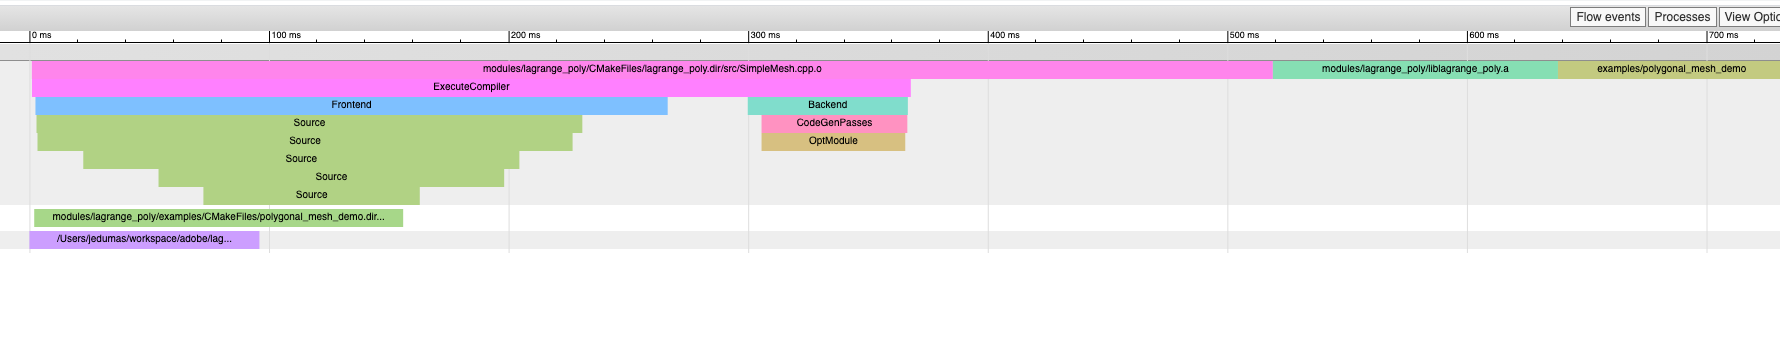 Flow events Processes View Optic
0 ms 100 ms 200 ms 300 ms 400 ms 500 ms 600 ms 700 ms
modules/lagrange_poly/CMakeFiles/lagrange_poly.dir/src/SimpleMesh.cpp.o modules/lagrange_poly/liblagrange_poly.a examples/polygonal_mesh_demo
ExecuteCompiler
Frontend Backend
Source CodeGenPasses
Source OptModule
Source
Source
Source
modules/lagrange_poly/examples/CMakeFiles/polygonal_mesh_demo.dir...
/Users/jedumas/workspace/adobe/lag...